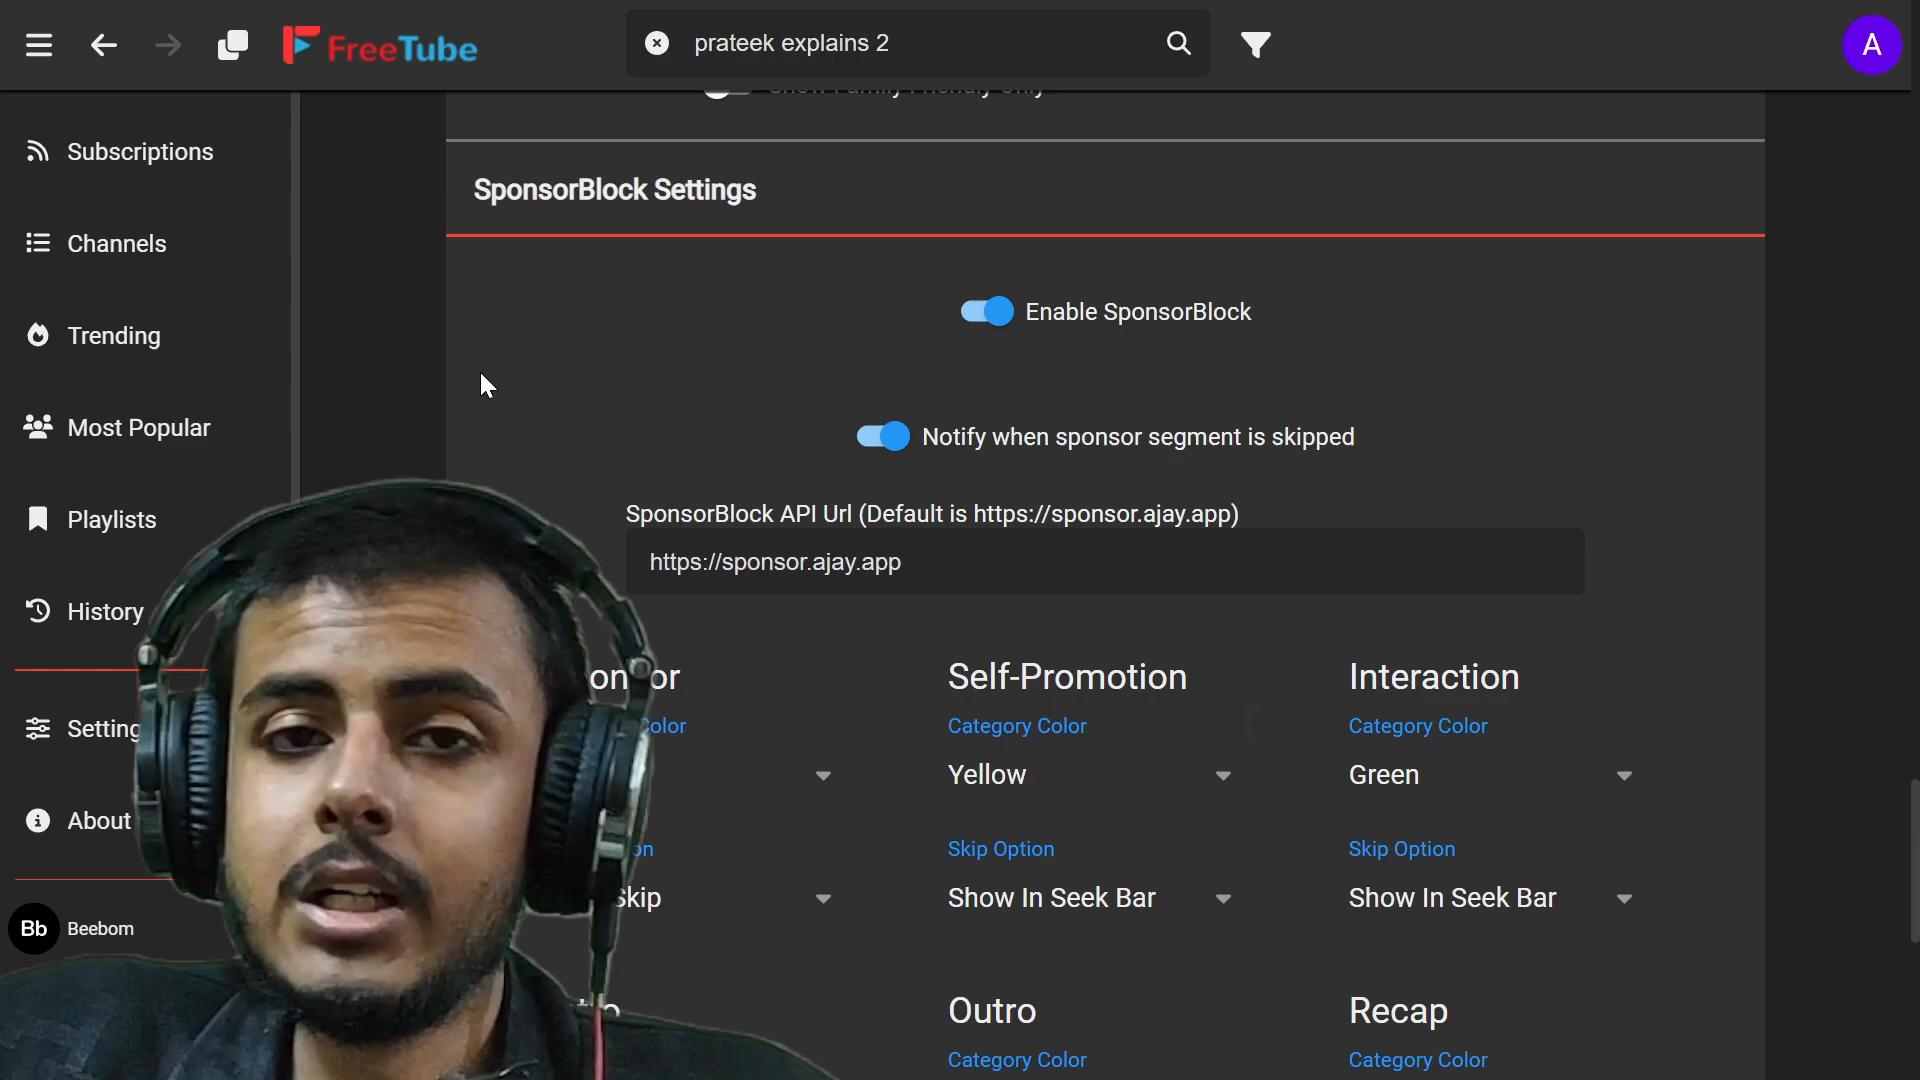 FreeTube
prateek explains 2
A
Subscriptions
Channels
Trending
Most Popular
Playlists
History
About
Bb Beebom
SponsorBlock Settings
Enable SponsorBlock
Notify when sponsor segment is skipped
SponsorBlock API Url (Default is https://sponsor.ajay.app)
https://sponsor.ajay.app
Self-Promotion
Interaction
Category Color
Category Color
Yellow
Green
Skip Option
Skip Option
Skip
Show In Seek Bar
Show In Seek Bar
Outro
Recap
Category Color
Category Color